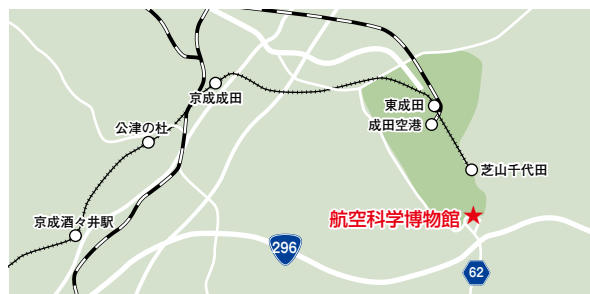 京成成田
東成田
成田空港
公津の杜
芝山千代田
航空科学博物館
京成酒々井駅
296
62